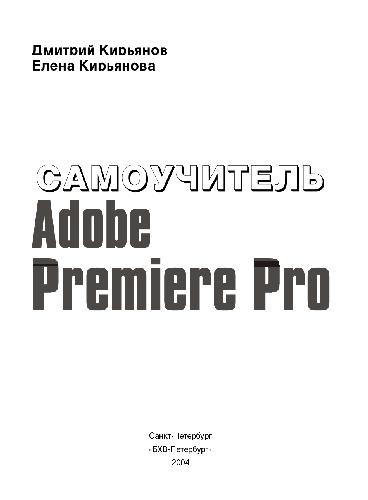 Дмитрий Кирьянов
Елена Кирьянова
САМОУЧИТЕЛЬ
Adobe
Premiere Pro
Санкт-Петербург
«БХВ-Петербург»
2004